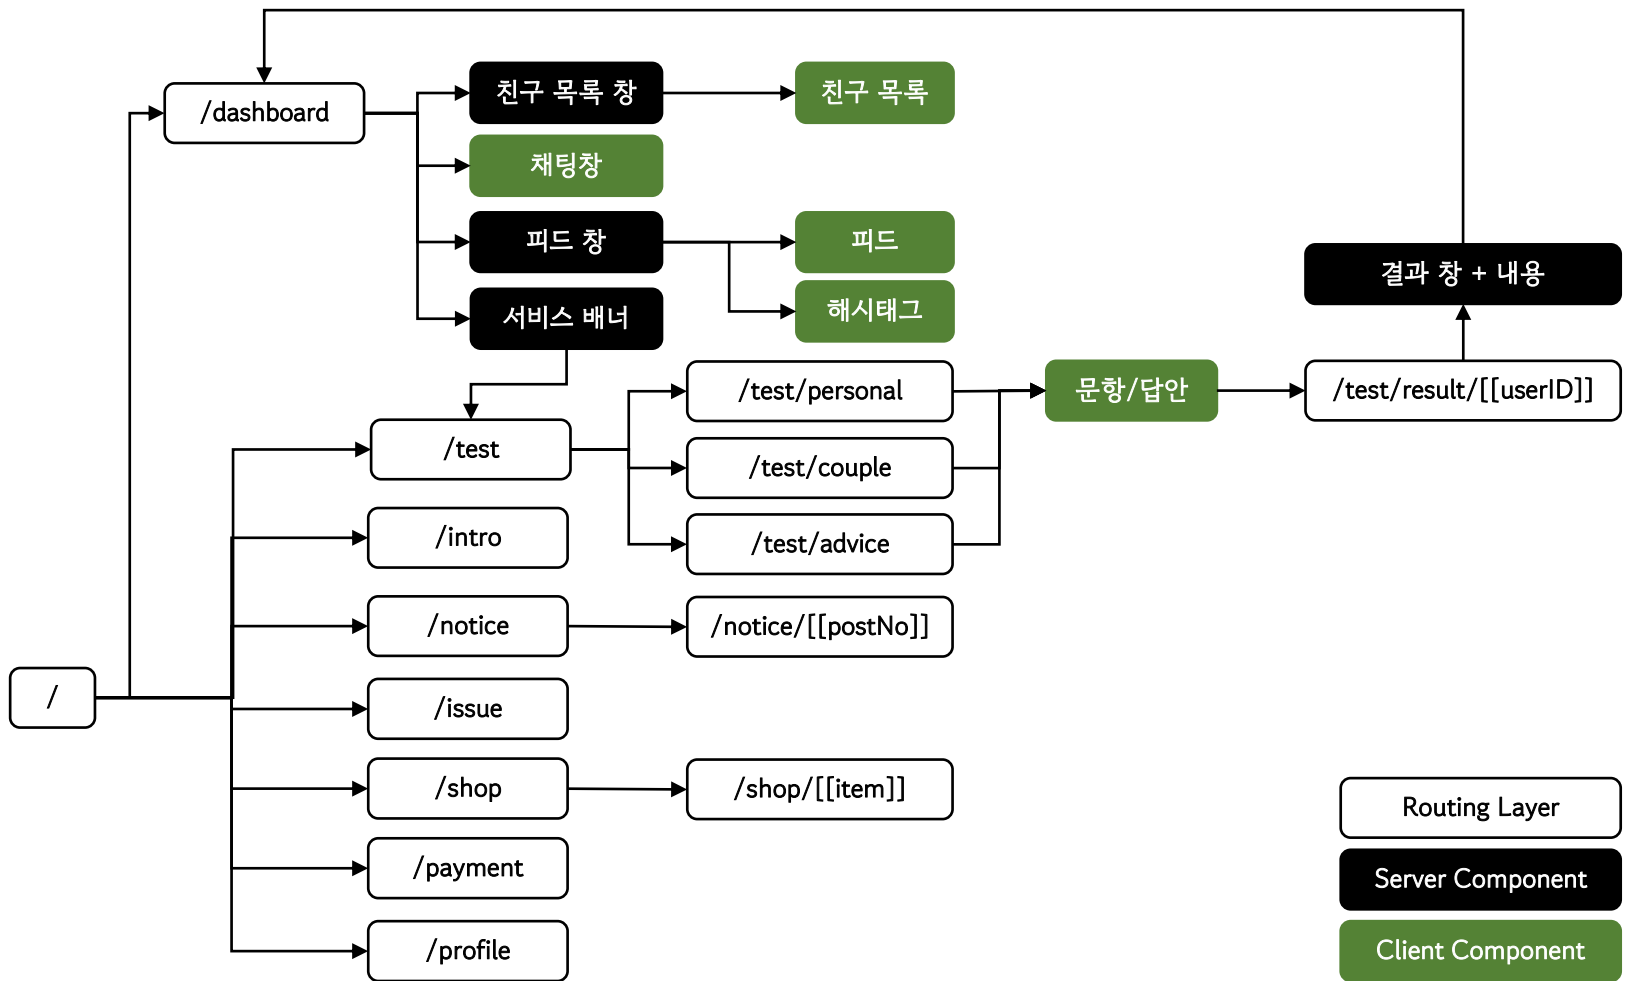 /dashboard
친구 목록 창
친구 목록
채팅창
피드 창
피드
해시태그
서비스 배너
결과 창 + 내용
/test
/test/personal
/test/couple
/test/advice
문항/답안
/test/result/[[userID]]
/intro
/notice
/notice/[[postNo]]
/
/issue
/shop
/shop/[[item]]
/payment
/profile
Routing Layer
Server Component
Client Component